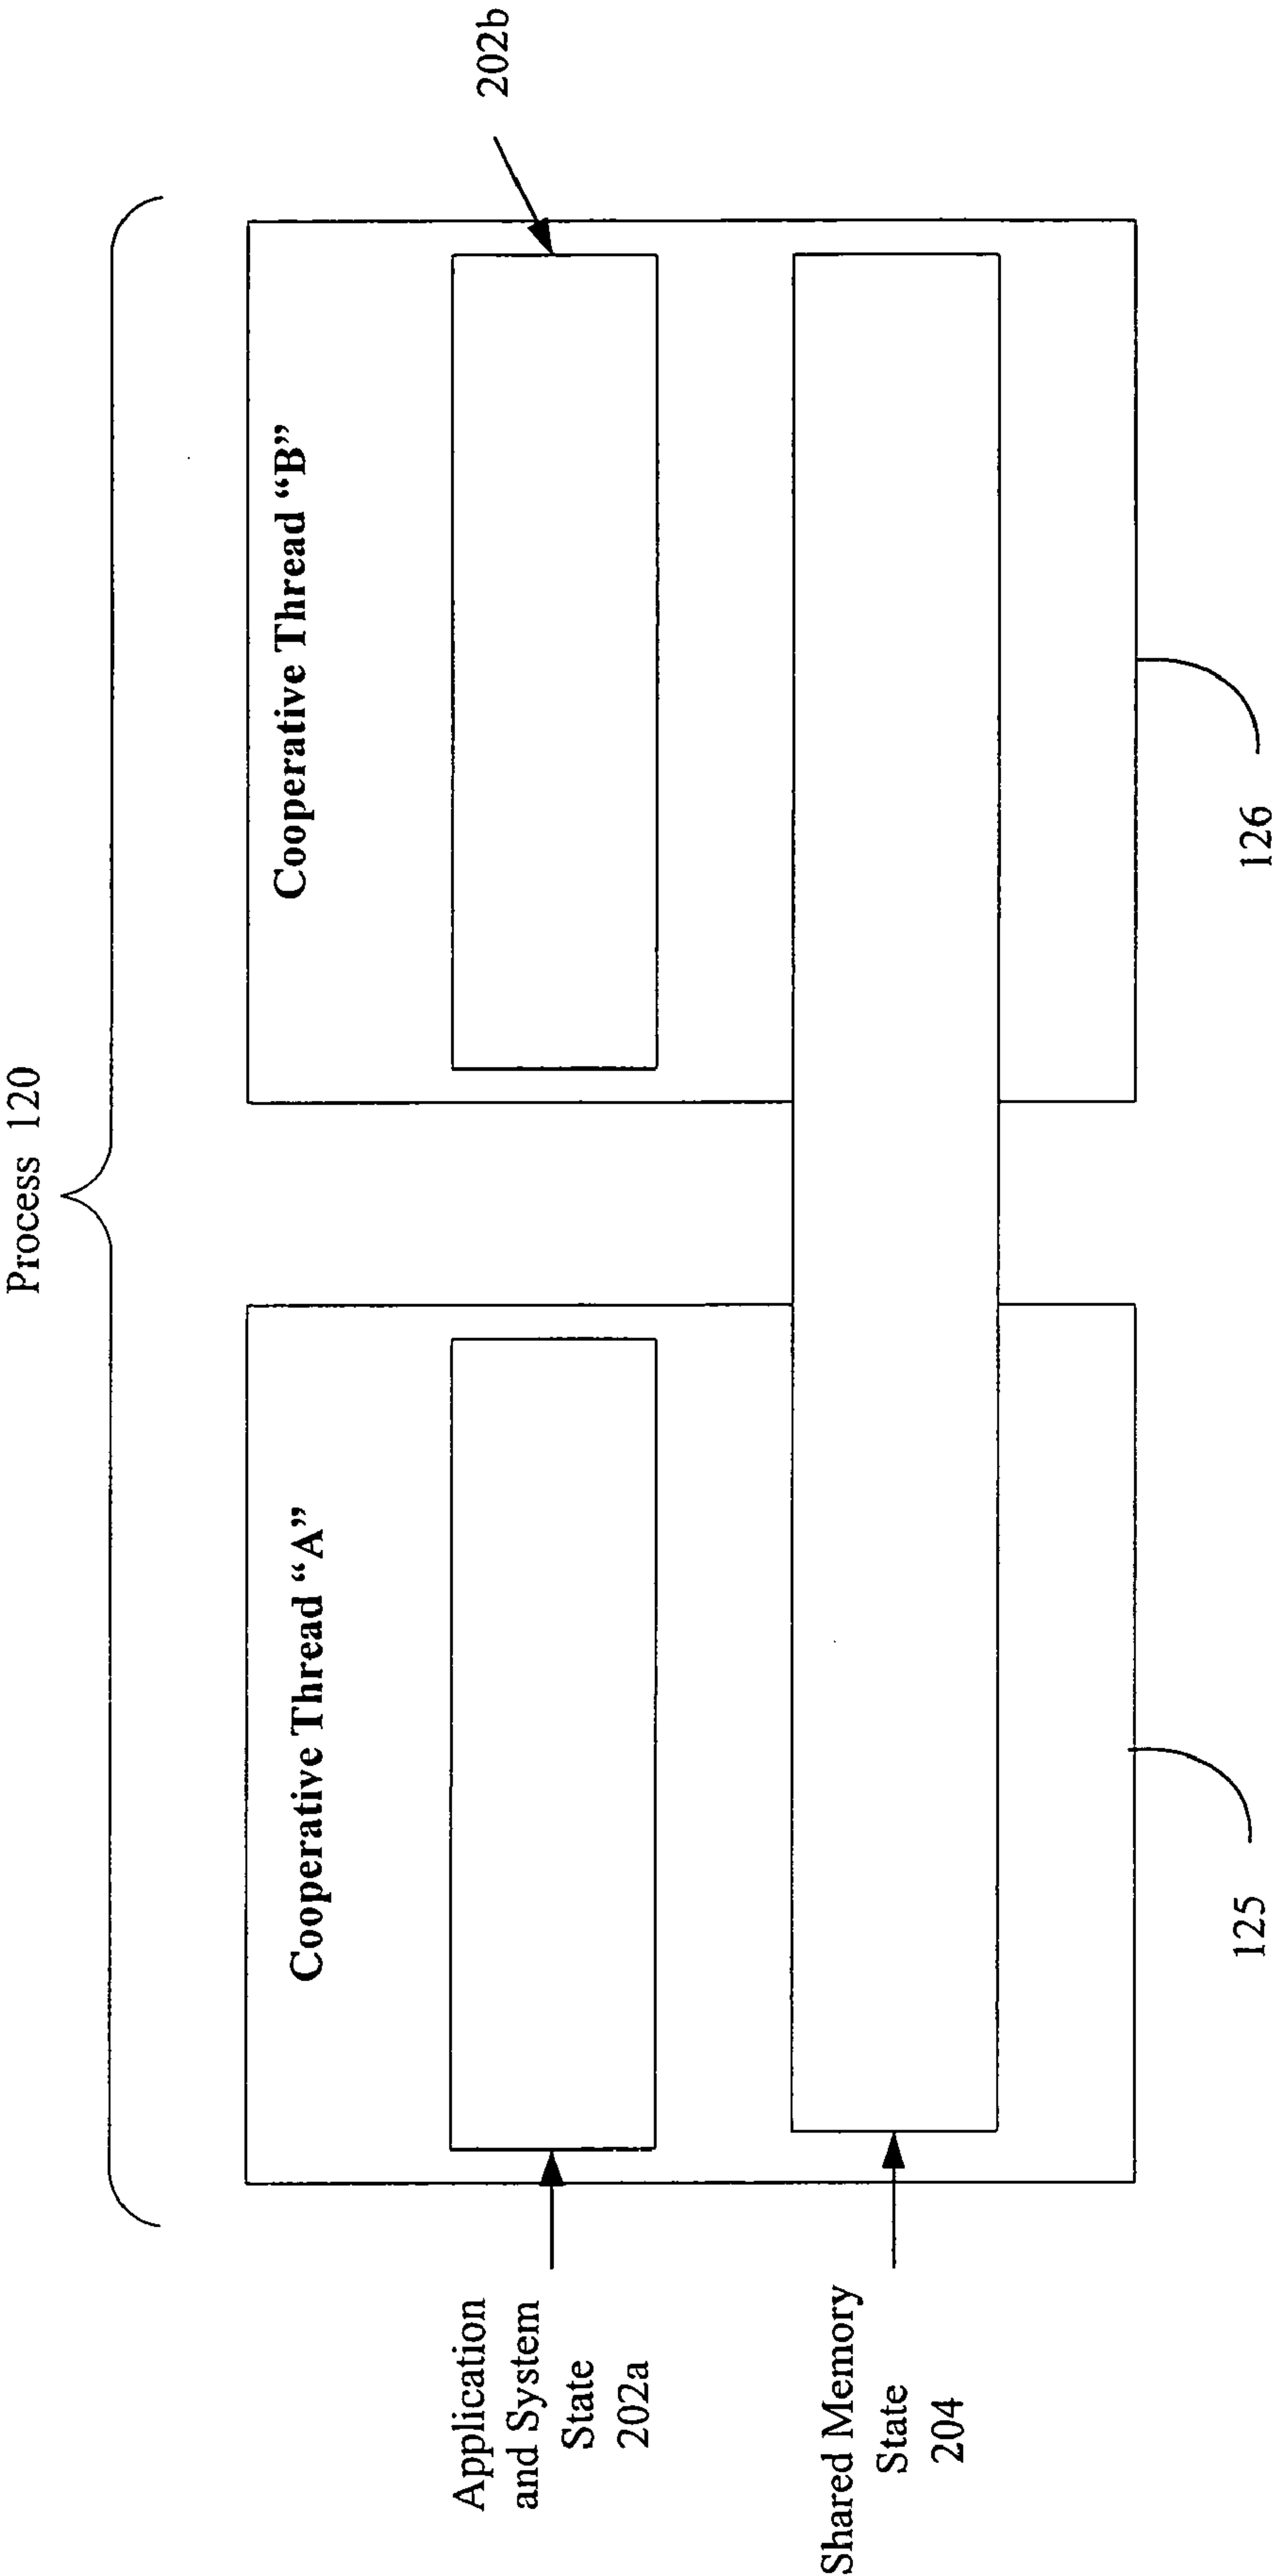 Process 120
Cooperative Thread “A”
Cooperative Thread “B”
202b
Application
and System
State
202a
Shared Memory
State
204
125
126